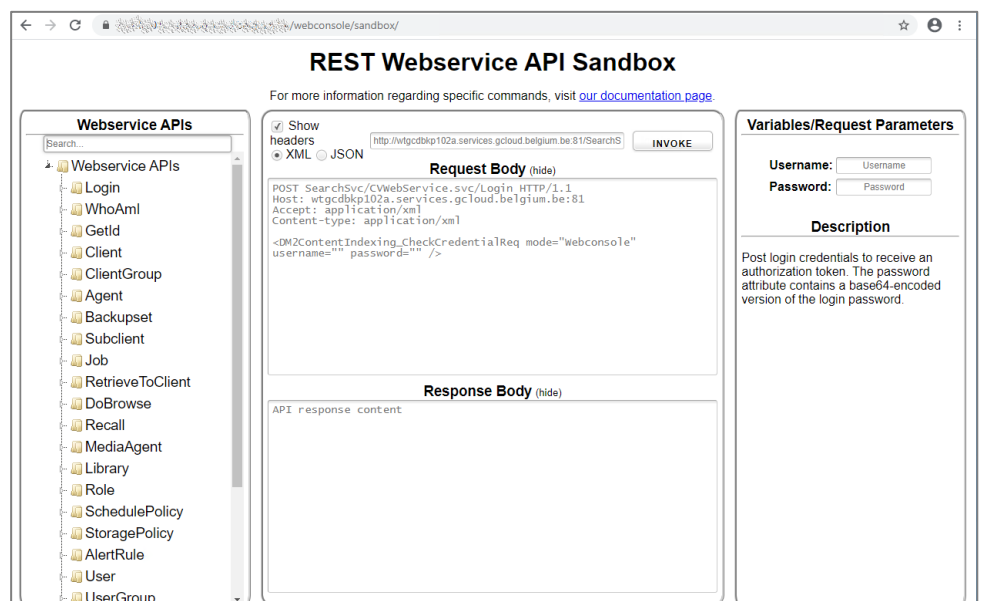 /webconsole/sandbox/
REST Webservice API Sandbox
For more information regarding specific commands, visit our documentation page.
Webservice APIs
Search...
Webservice APIs
Login
WhoAmI
GetId
Client
ClientGroup
Agent
Backupset
Subclient
Job
RetrieveToClient
DoBrowse
Recall
MediaAgent
Library
Role
SchedulePolicy
StoragePolicy
AlertRule
User
UserGroup
Show
headers
XML JSON
http://wtgcdbkp102a.services.gcloud.belgium.be:81/SearchS
INVOKE
Request Body (hide)
POST SearchSvc/CVWebService.svc/Login HTTP/1.1
Host: wtgcdbkp102a.services.gcloud.belgium.be:81
Accept: application/xml
Content-type: application/xml
<DM2ContentIndexing_CheckCredentialReq mode="Webconsole"
username="" password="" />
Response Body (hide)
API response content
Variables/Request Parameters
Username: Username
Password: Password
Description
Post login credentials to receive an
authorization token. The password
attribute contains a base64-encoded
version of the login password.